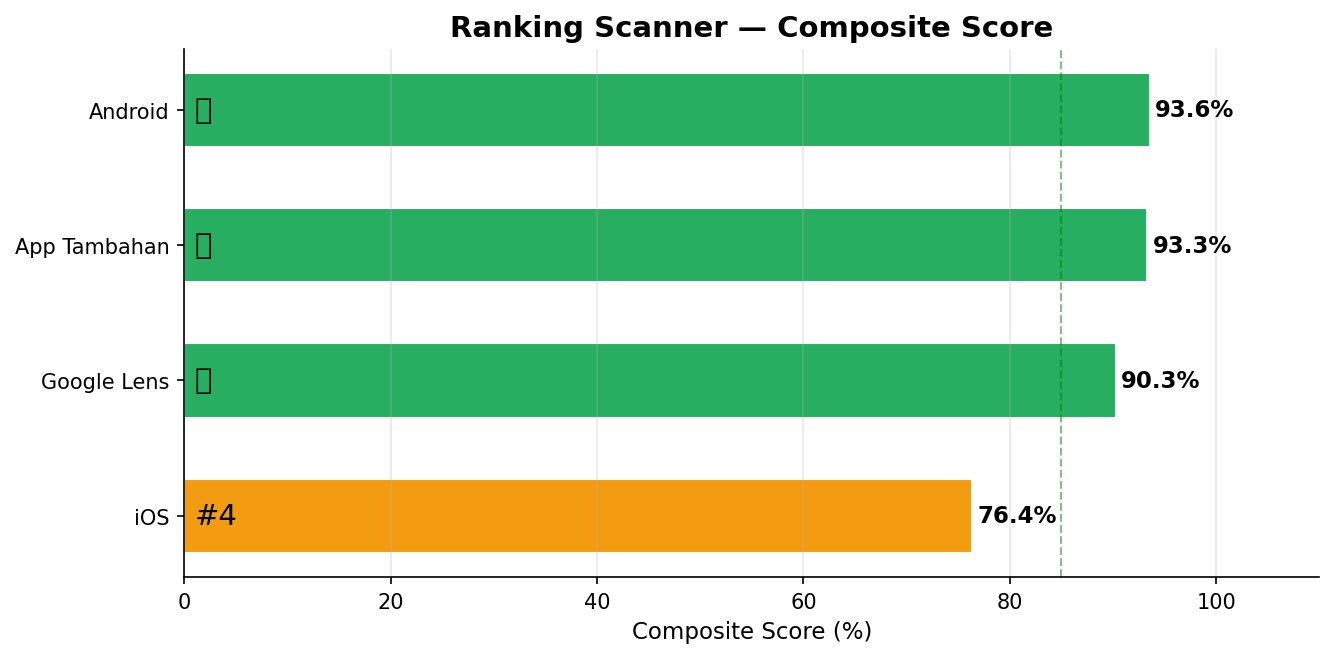 Ranking Scanner — Composite Score
Android
93.6%
App Tambahan
93.3%
Google Lens
90.3%
iOS
#4
76.4%
0 20 40 60 80 100
Composite Score (%)